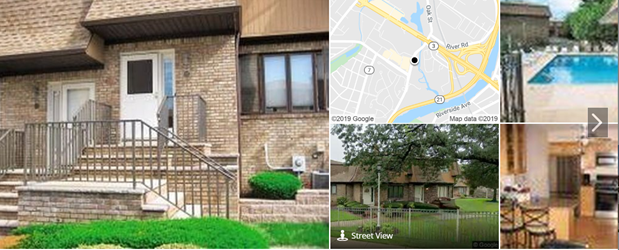 Oak St
River Rd
3
7
21
Riverside Ave
©2019 Google
Map data ©2019
Street View